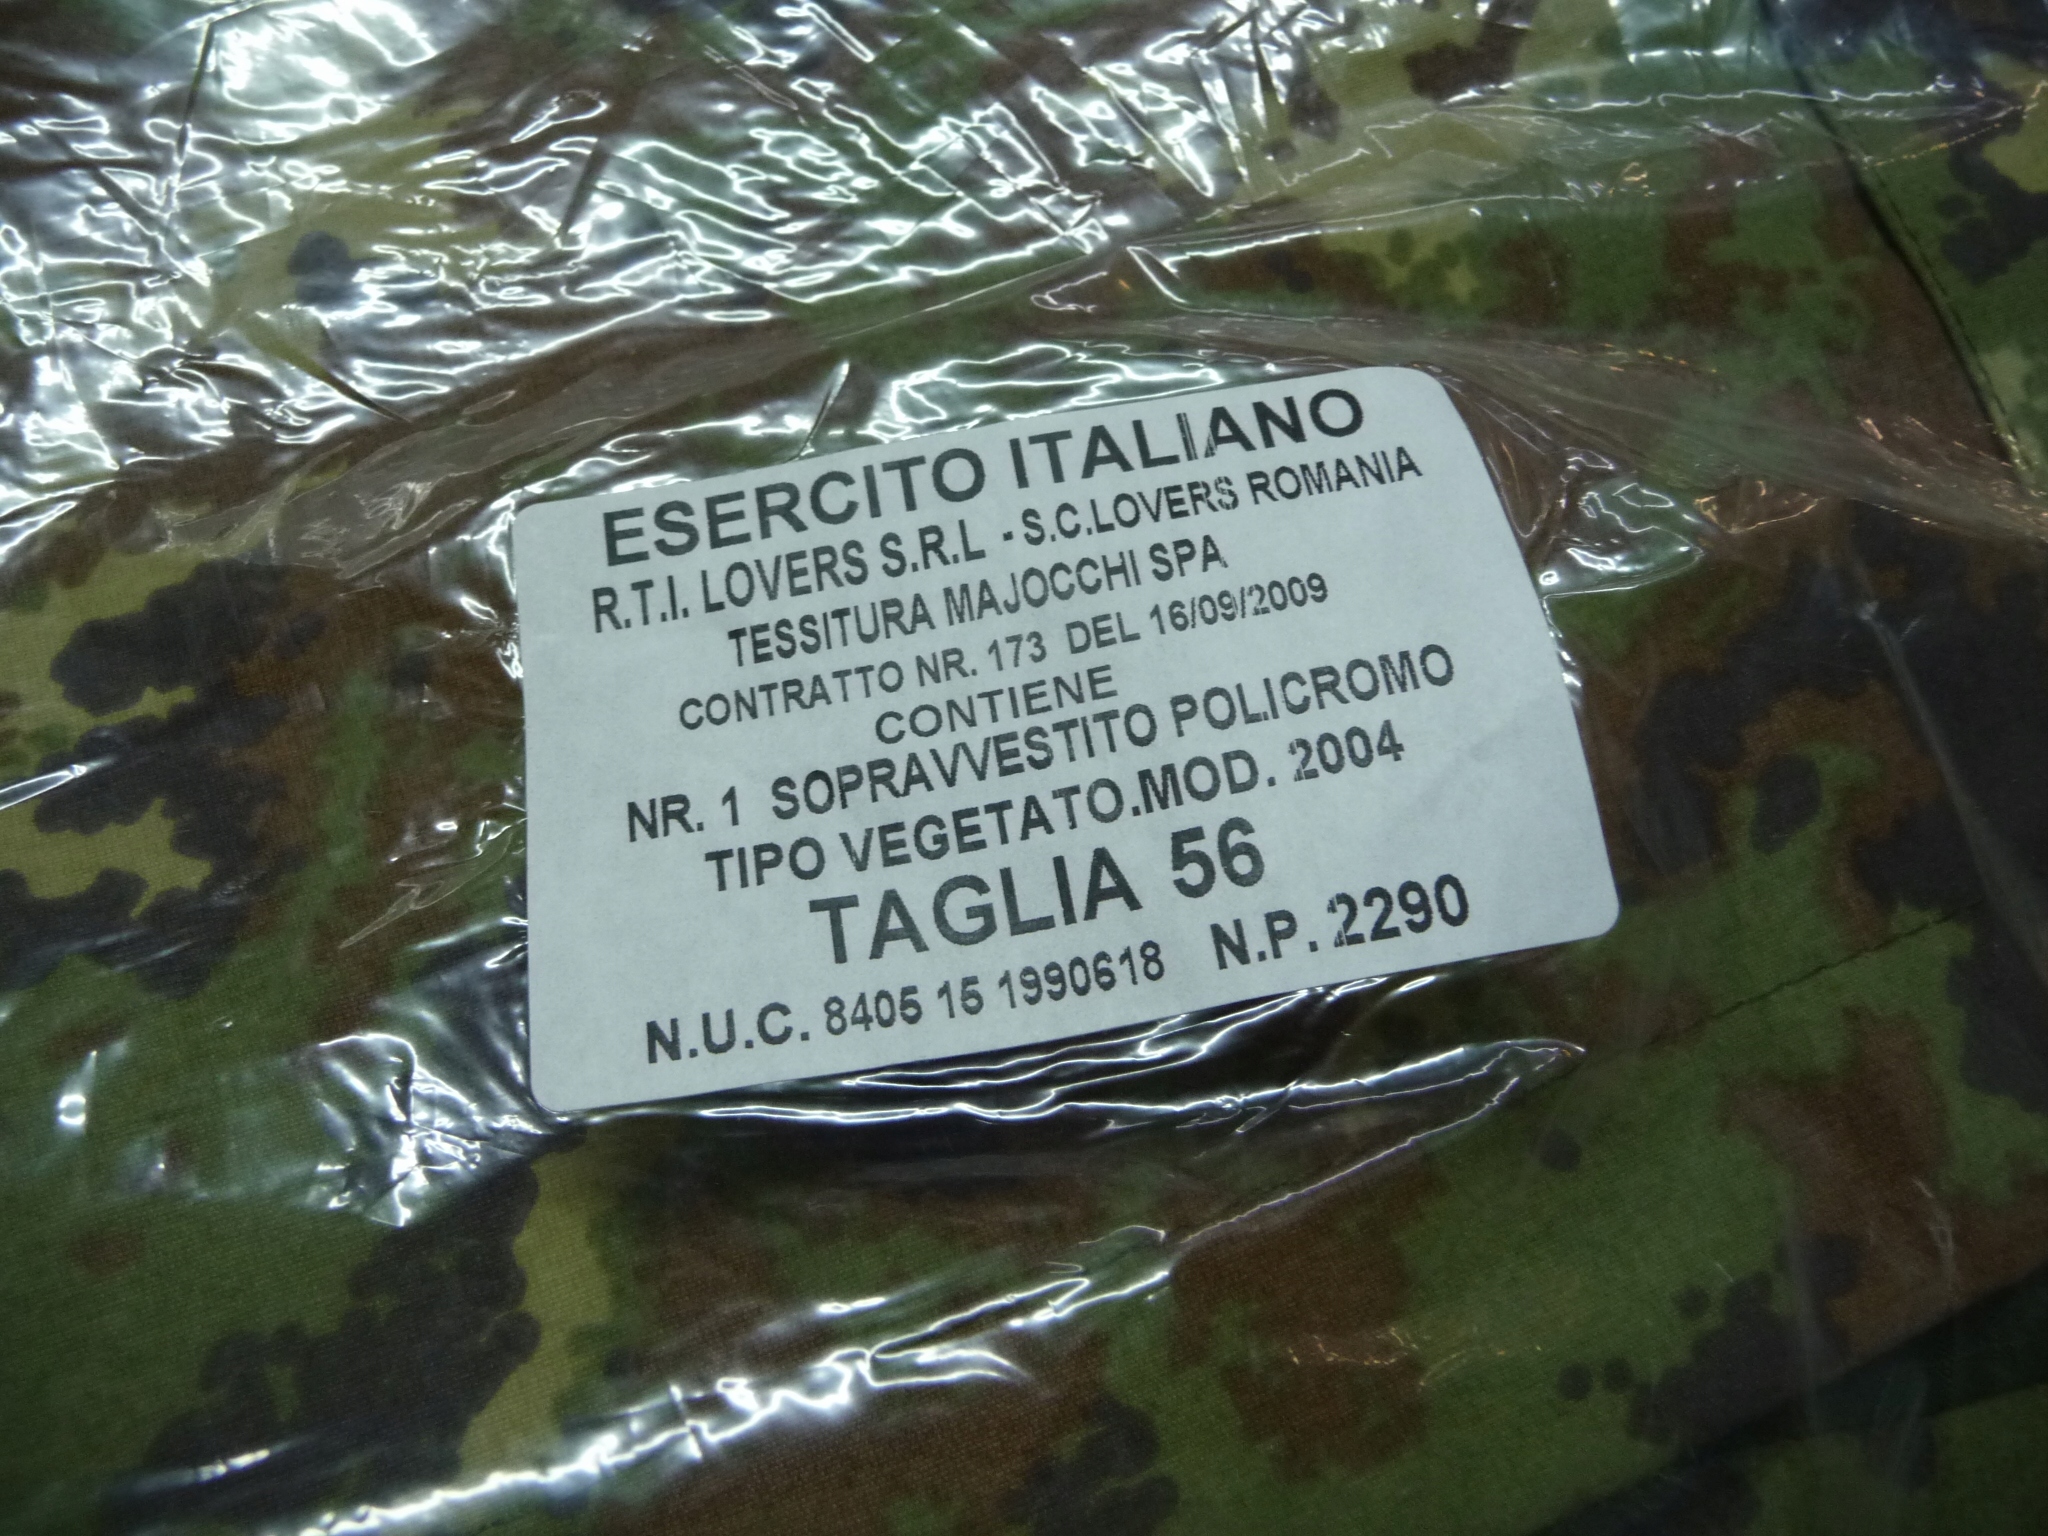 ESERCITO ITALIANO
R.T.I. LOVERS S.R.L - S.C.LOVERS ROMANIA
TESSITURA MAJOCCHI SPA
CONTRATTO NR. 173 DEL 16/09/2009
CONTIENE
NR. 1 SOPRAVVESTITO POLICROMO
TIPO VEGETATO.MOD. 2004
TAGLIA 56
N.U.C. 8405 15 1990618 N.P. 2290